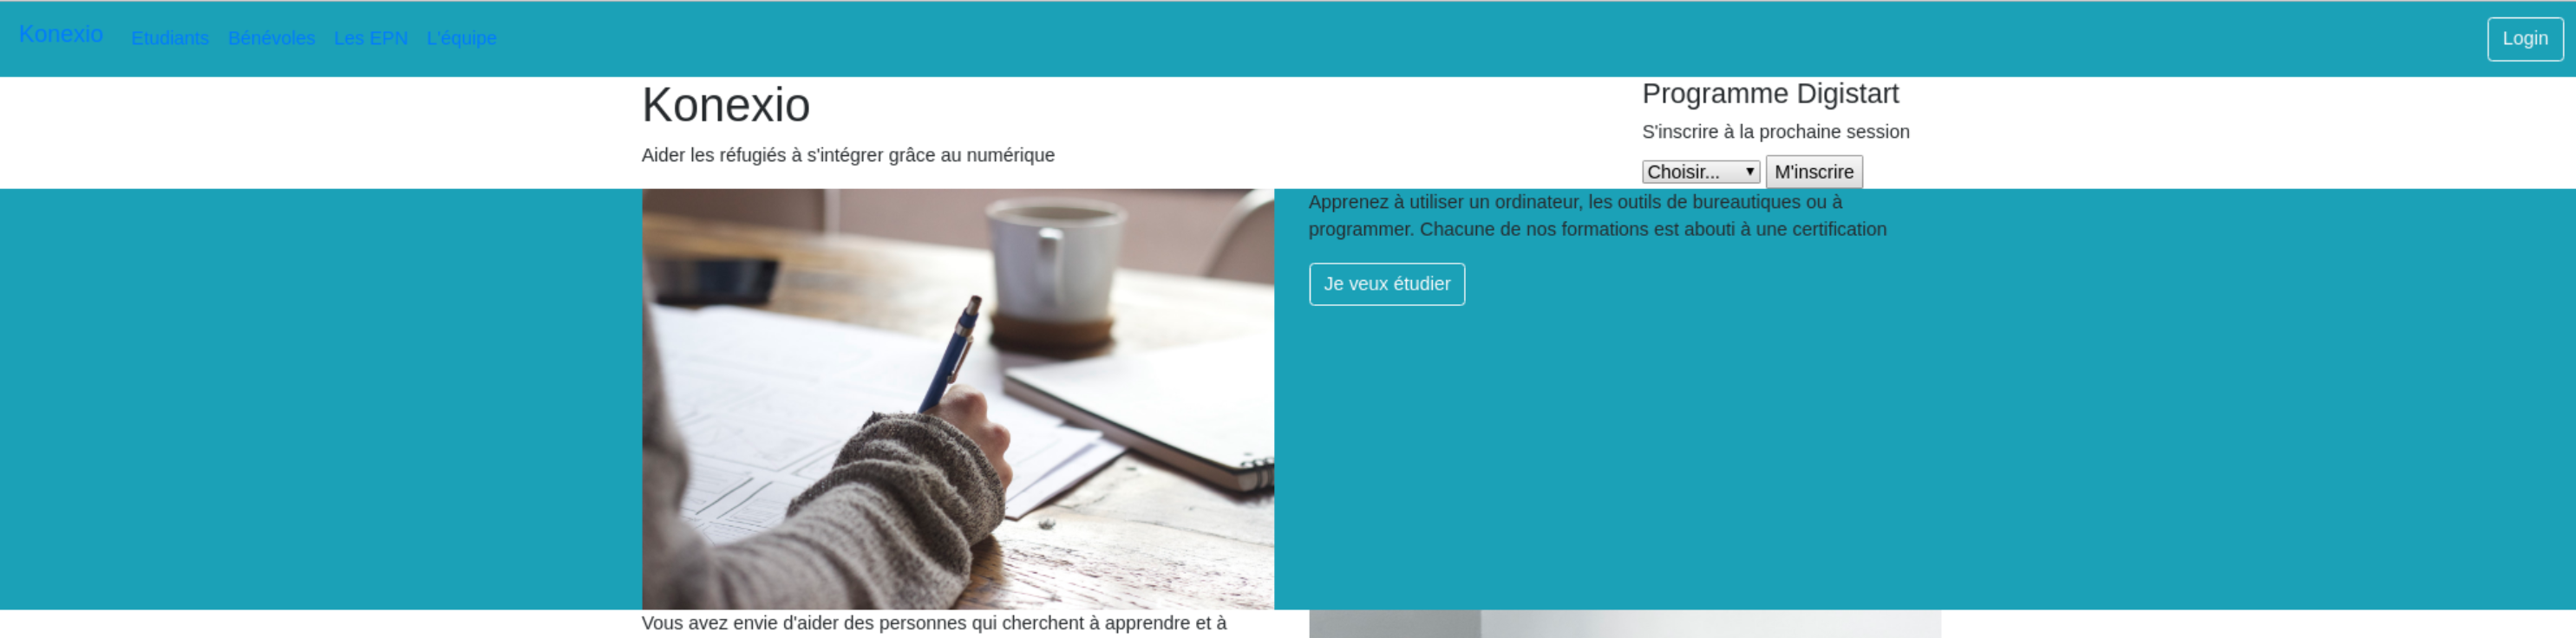 Konexio Etudiants Bénévoles Les EPN L'équipe Login
Konexio
Aider les réfugiés à s'intégrer grâce au numérique
Programme Digistart
S'inscrire à la prochaine session
Choisir... M'inscrire
Apprenez à utiliser un ordinateur, les outils de bureautiques ou à
programmer. Chacune de nos formations est abouti à une certification
Je veux étudier
Vous avez envie d'aider des personnes qui cherchent à apprendre et à